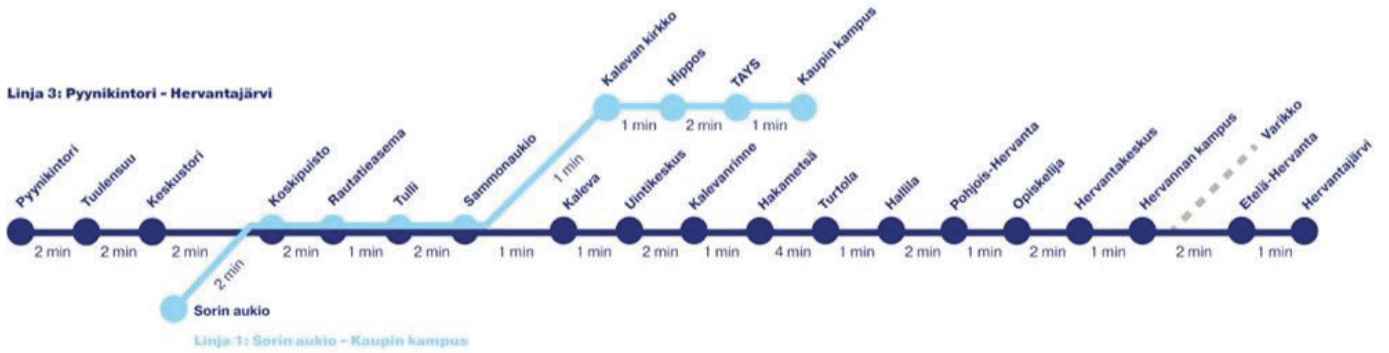 Linja 3: Pyynikintori - Hervantajärvi
Kalevan kirkko
Hippos
TAYS
Kaupin kampus
1 min
2 min
1 min
1 min
Pyynikintori
Tuulensuu
Keskustori
Koskipuisto
Rautatieasema
Tulli
Sammonaukio
Kaleva
Uintikeskus
Kalevanrinne
Hakametsä
Turtola
Hallila
Pohjois-Hervanta
Opiskelija
Hervantakeskus
Hervannan kampus
Varikko
Etelä-Hervanta
Hervantajärvi
2 min
2 min
2 min
2 min
1 min
2 min
1 min
1 min
2 min
1 min
4 min
1 min
2 min
1 min
2 min
1 min
2 min
1 min
2 min
Sorin aukio
Linja 1: Sorin aukio - Kaupin kampus